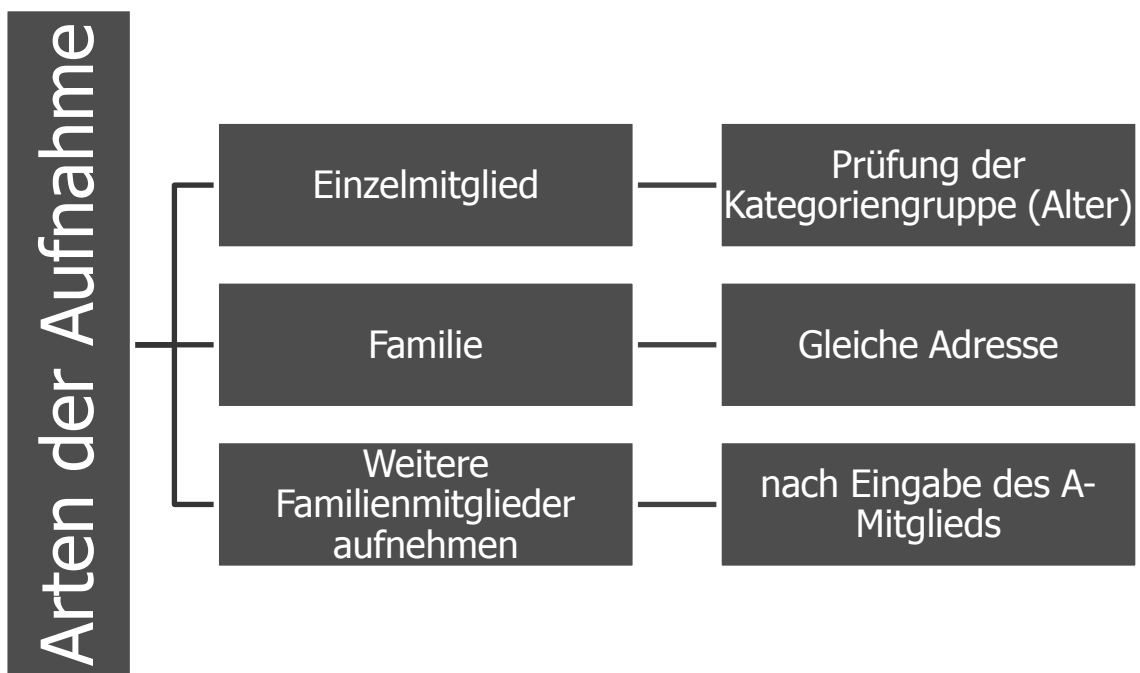 Arten der Aufnahme
Einzelmitglied
Prüfung der
Kategoriengruppe (Alter)
Familie
Gleiche Adresse
Weitere
Familienmitglieder
aufnehmen
nach Eingabe des A-
Mitglieds